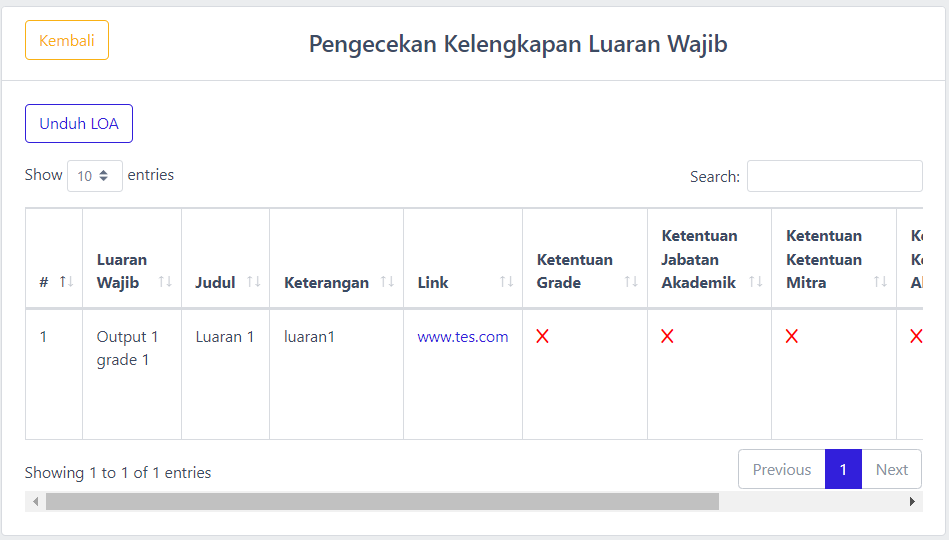 Kembali
Pengecekan Kelengkapan Luaran Wajib
Unduh LOA
Show 10 entries
Search:
#
Luaran
Wajib
Judul
Keterangan
Link
Ketentuan
Grade
Ketentuan
Jabatan
Akademik
Ketentuan
Ketentuan
Mitra
1
Output 1
grade 1
Luaran 1
luaran1
www.tes.com
X
X
X
X
Showing 1 to 1 of 1 entries
Previous
1
Next